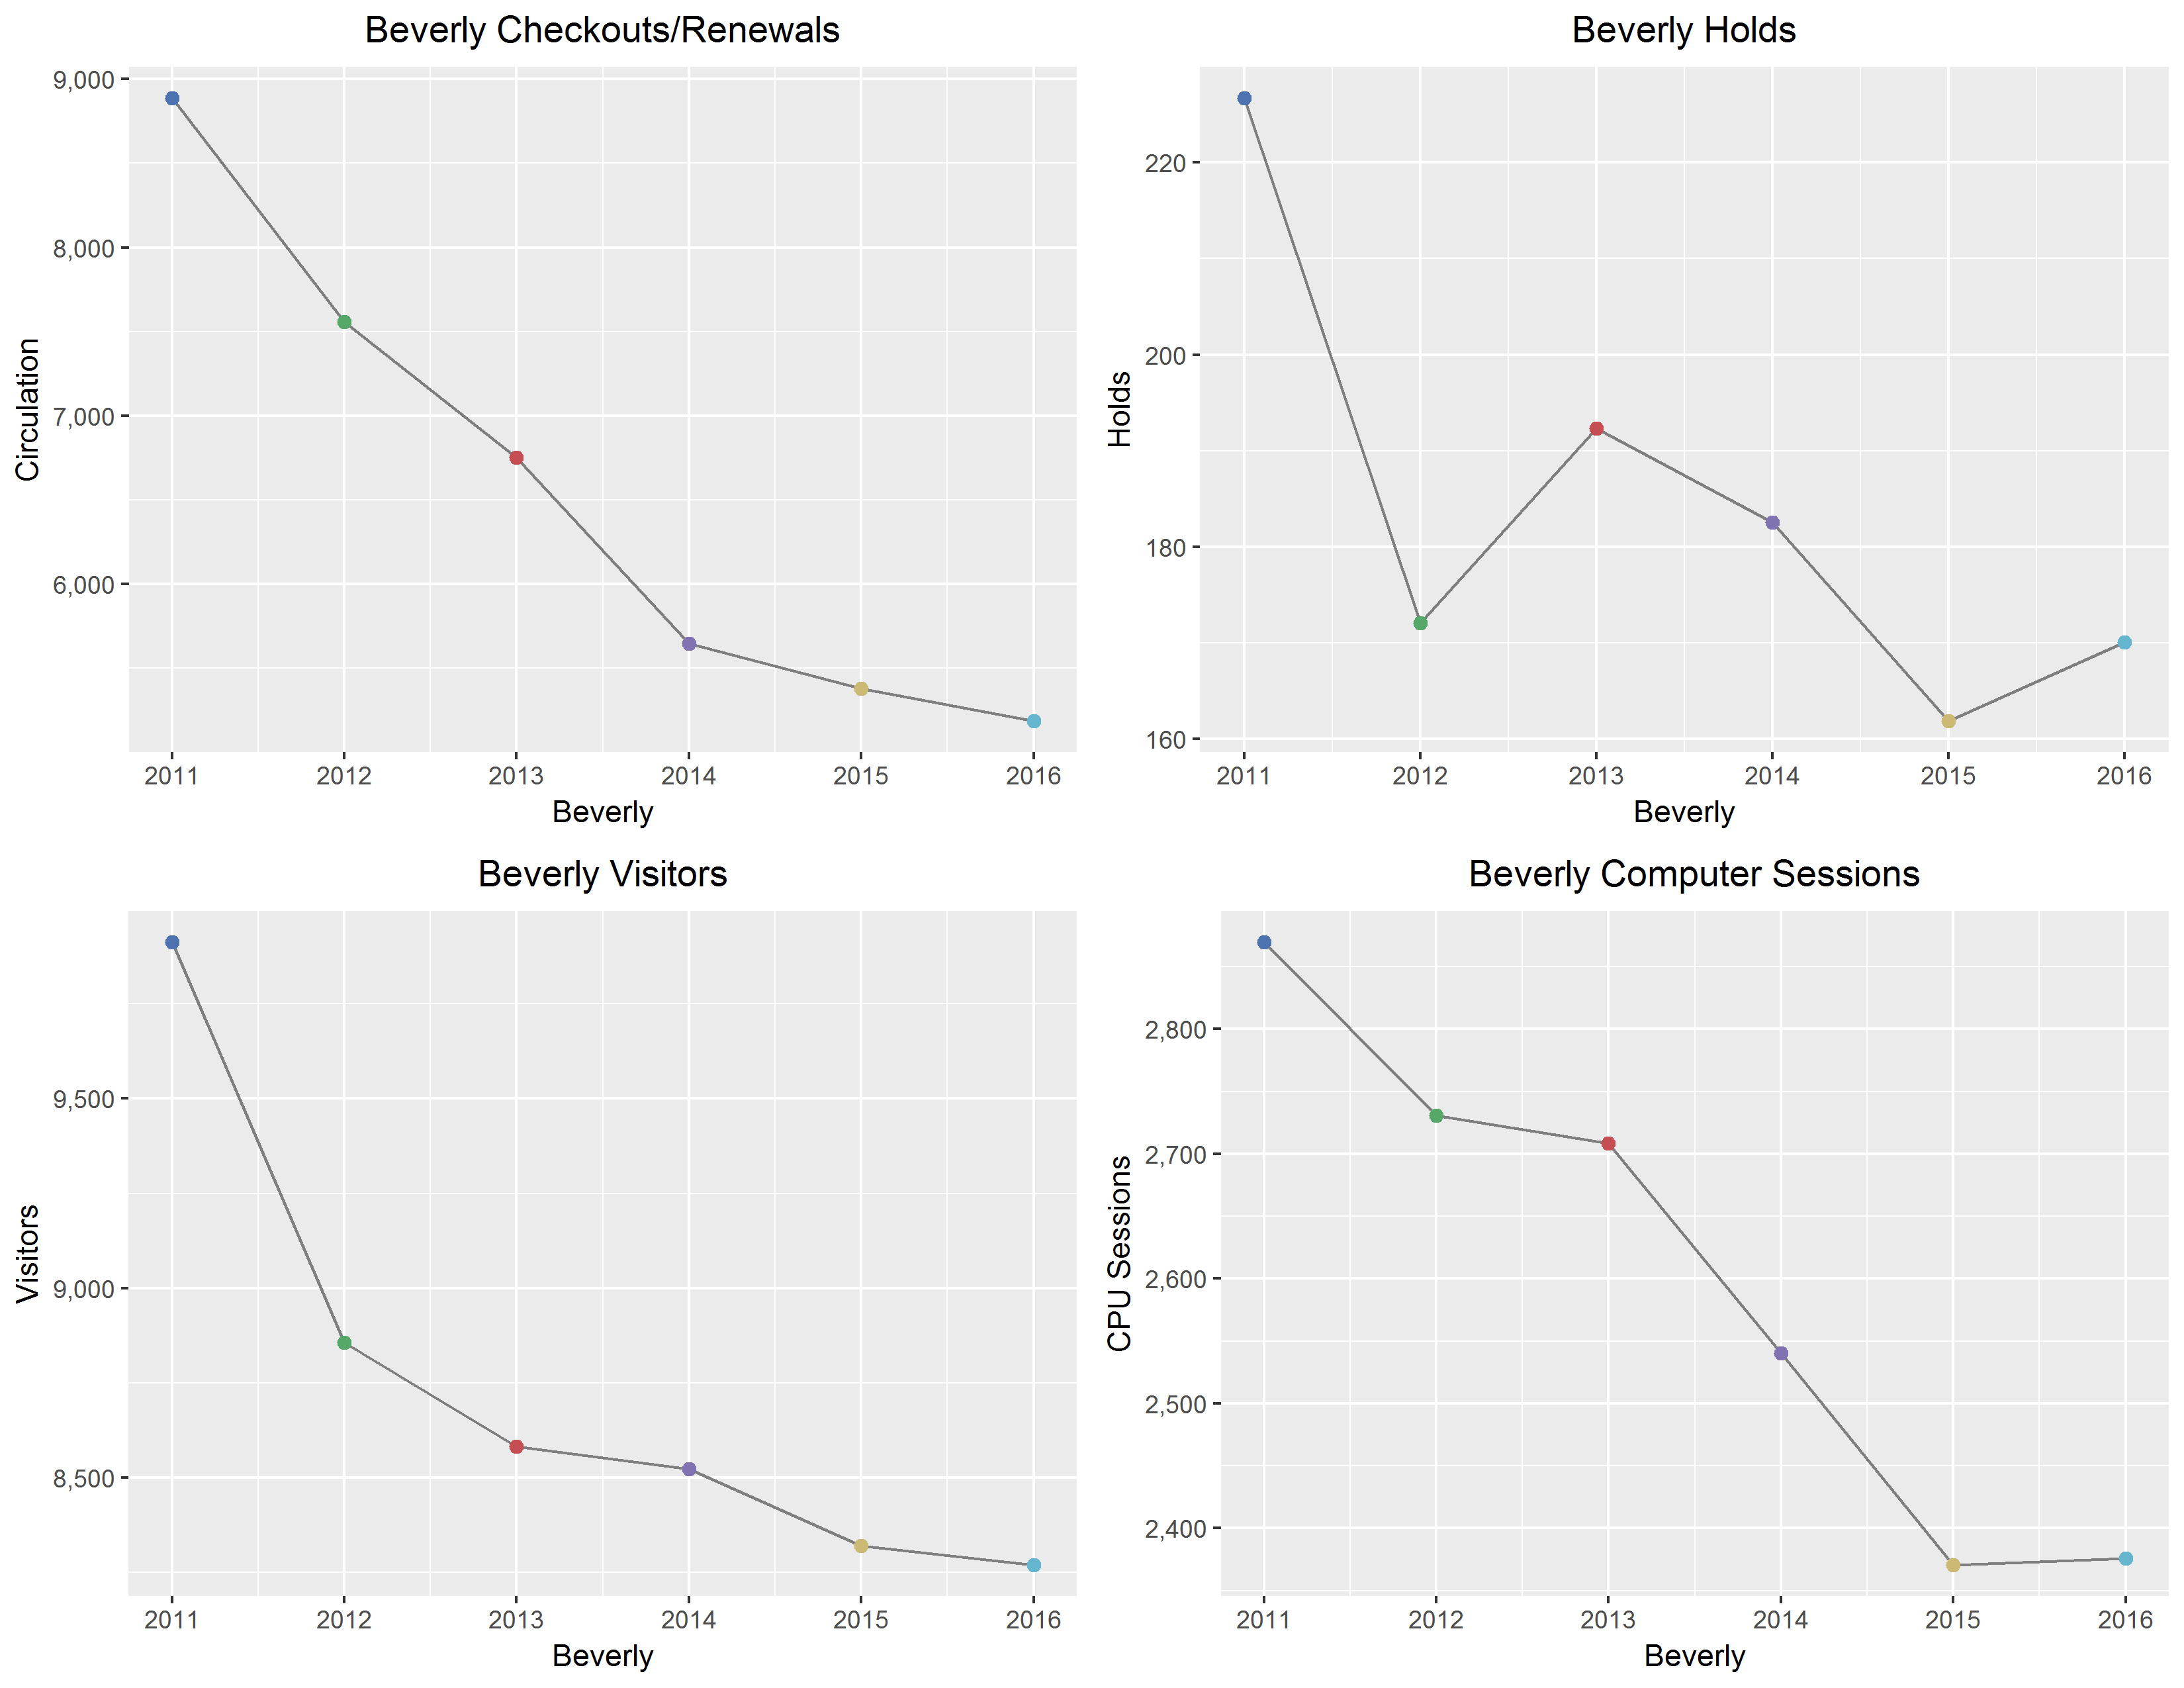 Beverly Checkouts/Renewals
9,000
8,000
7,000
6,000
Circulation
2011 2012 2013 2014 2015 2016
Beverly
Beverly Holds
220
200
180
160
Holds
2011 2012 2013 2014 2015 2016
Beverly
Beverly Visitors
9,500
9,000
8,500
Visitors
2011 2012 2013 2014 2015 2016
Beverly
Beverly Computer Sessions
2,800
2,700
2,600
2,500
2,400
CPU Sessions
2011 2012 2013 2014 2015 2016
Beverly